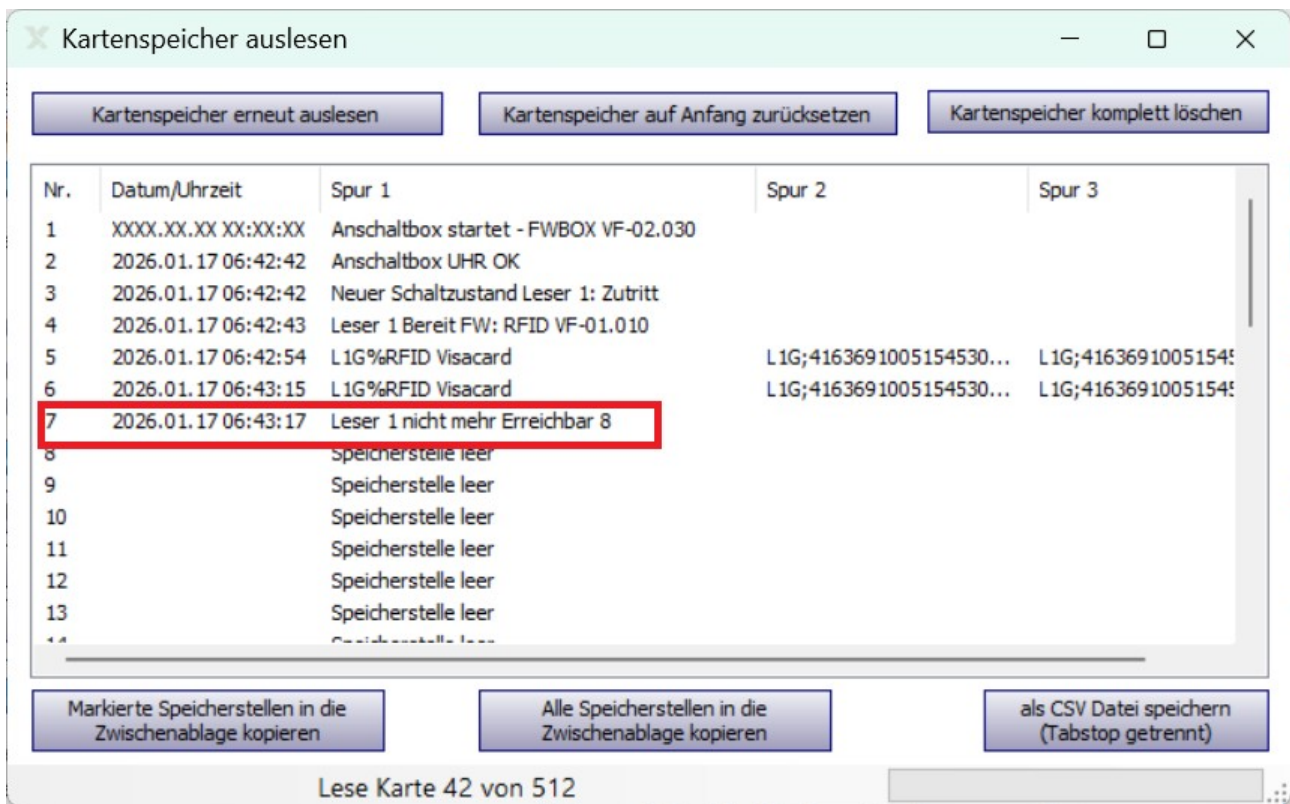 Kartenspeicher auslesen
Kartenspeicher erneut auslesen Kartenspeicher auf Anfang zurücksetzen Kartenspeicher komplett löschen
Nr. Datum/Uhrzeit Spur 1 Spur 2 Spur 3
1 XXXX.XX.XX XX:XX:XX Anschaltbox startet - FWBOX VF-02.030
2 2026.01.17 06:42:42 Anschaltbox UHR OK
3 2026.01.17 06:42:42 Neuer Schaltzustand Leser 1: Zutritt
4 2026.01.17 06:42:43 Leser 1 Bereit FW: RFID VF-01.010
5 2026.01.17 06:42:54 L1G%RFID Visacard L1G;4163691005154530... L1G;41636910051545
6 2026.01.17 06:43:15 L1G%RFID Visacard L1G;4163691005154530... L1G;41636910051545
7 2026.01.17 06:43:17 Leser 1 nicht mehr Erreichbar 8
8 Speicherstelle leer
9 Speicherstelle leer
10 Speicherstelle leer
11 Speicherstelle leer
12 Speicherstelle leer
13 Speicherstelle leer
Markierte Speicherstellen in die Zwischenablage kopieren
Alle Speicherstellen in die Zwischenablage kopieren
als CSV Datei speichern (Tabstop getrennt)
Lese Karte 42 von 512